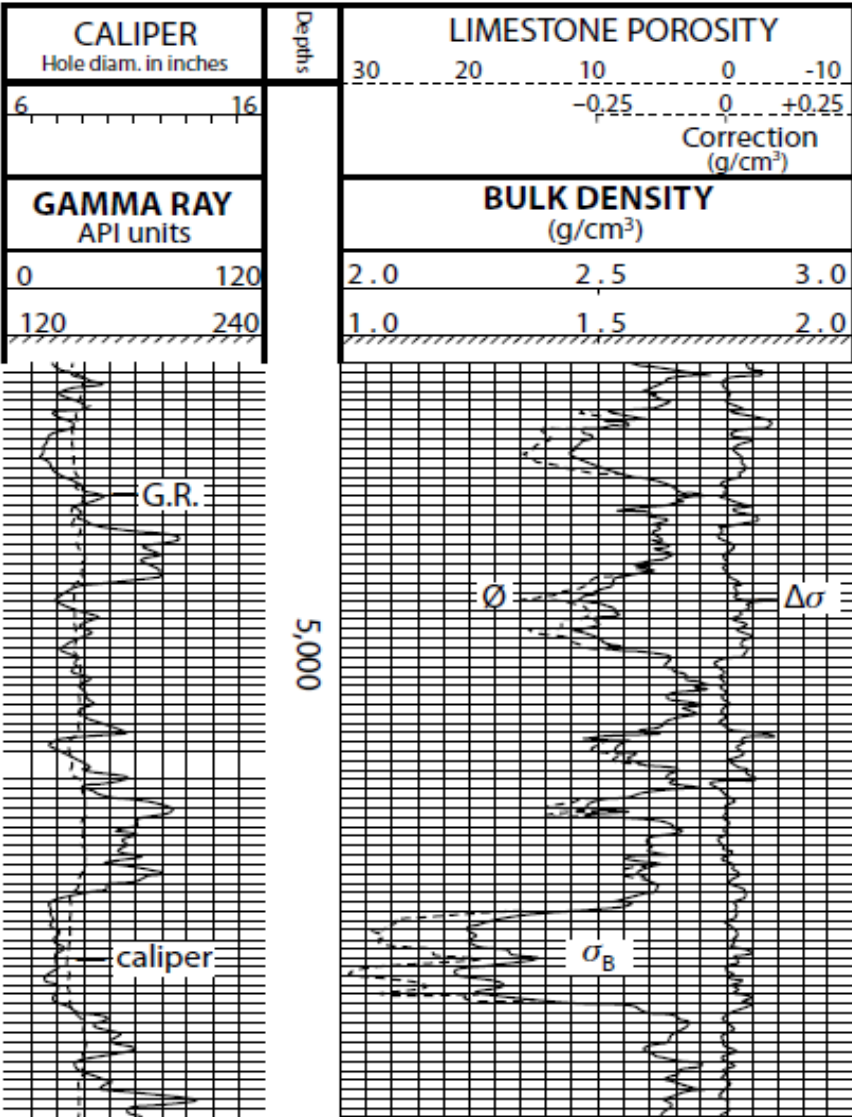 CALIPER
Hole diam. in inches
6 16
GAMMA RAY
API units
0 120
120 240
Depths
LIMESTONE POROSITY
30 20 10 0 -10
−0.25 0 +0.25
Correction
(g/cm³)
BULK DENSITY
(g/cm³)
2.0 2.5 3.0
1.0 1.5 2.0
G.R.
Ø Δσ
5,000
caliper
σB